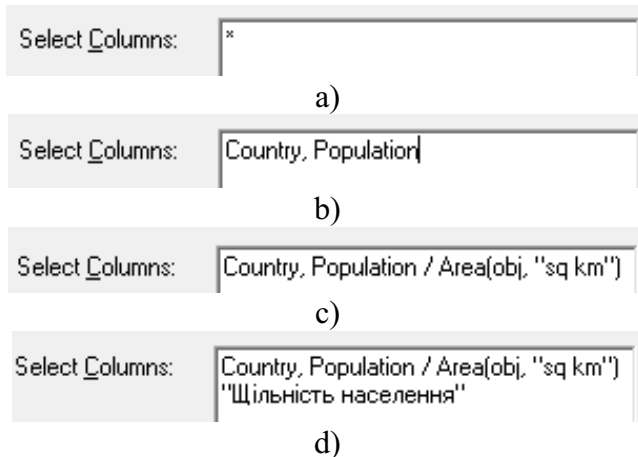 Select Columns: *
a)
Select Columns: Country, Population
b)
Select Columns: Country, Population / Area(obj, "sq km")
c)
Select Columns: Country, Population / Area(obj, "sq km")
"Щільність населення"
d)